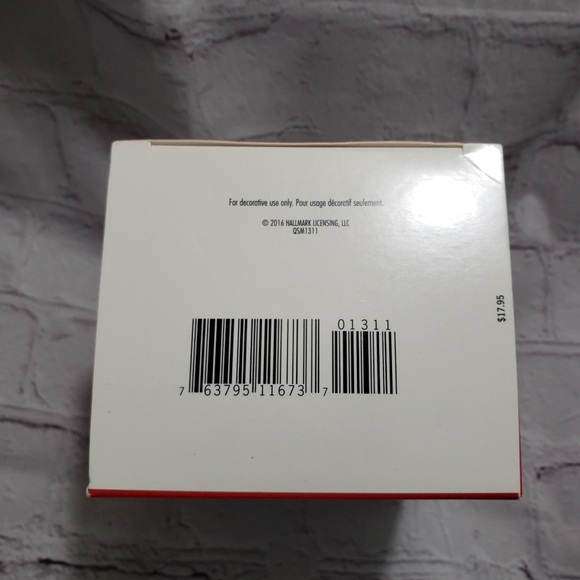 For decorative use only. Pour usage décoratif seulement.
© 2016 HALLMARK LICENSING, LLC
QSM1311
$17.95
01311
7 63795 11673 7